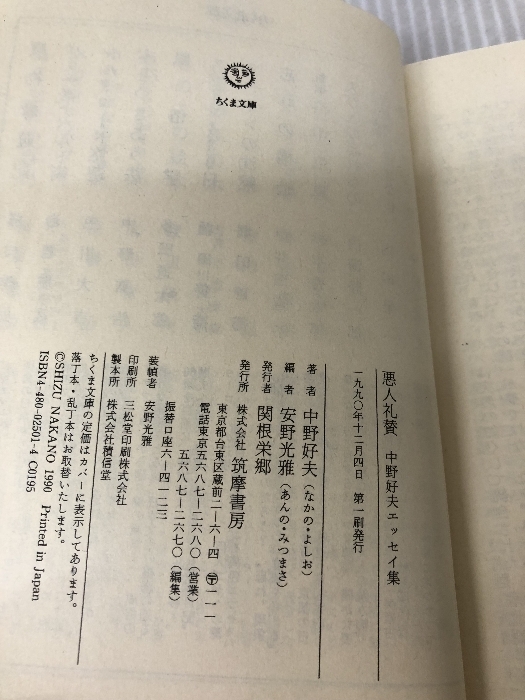 ちくま文庫
悪人礼賛　中野好夫エッセイ集
一九九〇年十二月四日　第一刷発行
著者　中野好夫（なかの・よしお）
編者　安野光雅（あんの・みつまさ）
発行者　関根栄郷
発行所　株式会社 筑摩書房
東京都台東区蔵前二―六―四　〒一一一
電話東京五六八七―二六八〇（営業）
五六八七―二六七〇（編集）
振替口座六―四一二三
装幀者　安野光雅
印刷所　三松堂印刷株式会社
製本所　株式会社積信堂
ちくま文庫の定価はカバーに表示してあります。
落丁本・乱丁本はお取替いたします。
©SHIZU NAKANO 1990 Printed in Japan
ISBN4-480-02501-4 C0195